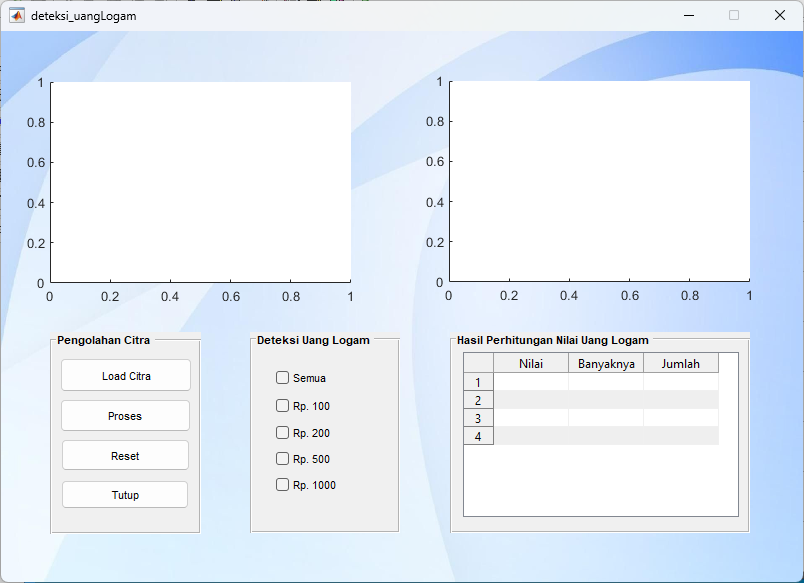 deteksi_uangLogam
1
0.8
0.6
0.4
0.2
0
0 0.2 0.4 0.6 0.8 1
1
0.8
0.6
0.4
0.2
0
0 0.2 0.4 0.6 0.8 1
Pengolahan Citra
Load Citra
Proses
Reset
Tutup
Deteksi Uang Logam
Semua
Rp. 100
Rp. 200
Rp. 500
Rp. 1000
Hasil Perhitungan Nilai Uang Logam
Nilai Banyaknya Jumlah
1
2
3
4